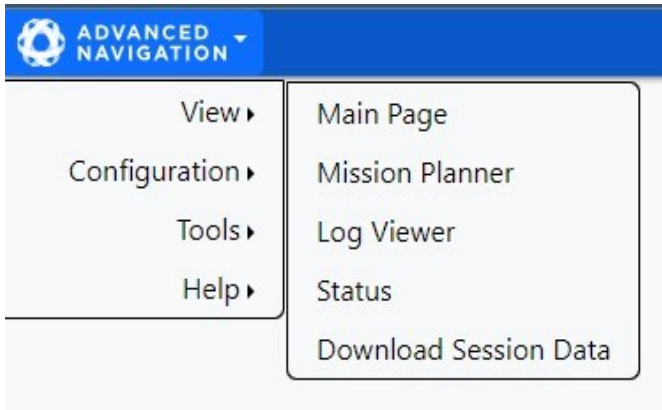 ADVANCED
NAVIGATION
View
Configuration
Tools
Help
Main Page
Mission Planner
Log Viewer
Status
Download Session Data